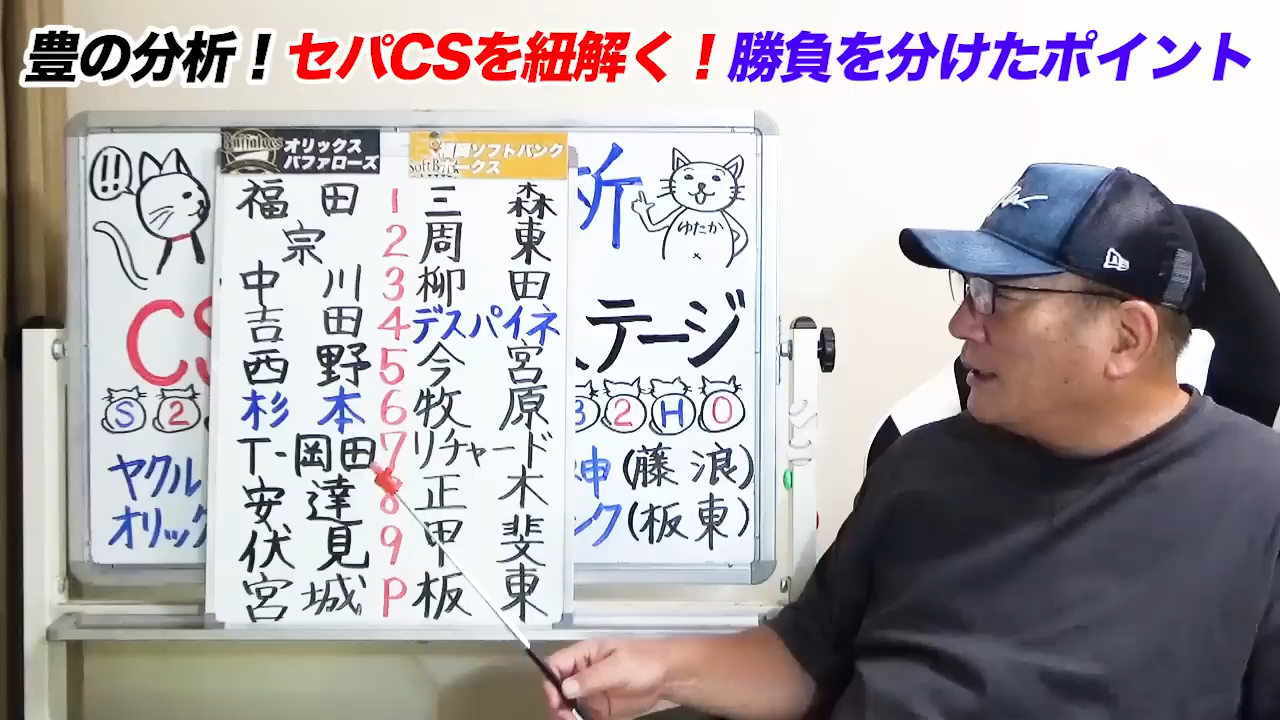 豊の分析！セパCSを紐解く！勝負を分けたポイント
Buffaloes オリックス バファローズ
SoftBank 福岡ソフトバンク ホークス
福田 1 三森
宗 2 周東
中川 3 柳田
吉田 4 デスパイネ
西野 5 今宮
杉本 6 牧原
T-岡田 7 リチャード
安達 8 正木
伏見 9 甲斐
宮城 P 板東
!!
析
ゆたか
CS
テージ
S 2
3 2 H 0
ヤクル
神(藤浪)
オリック
ンク(板東)